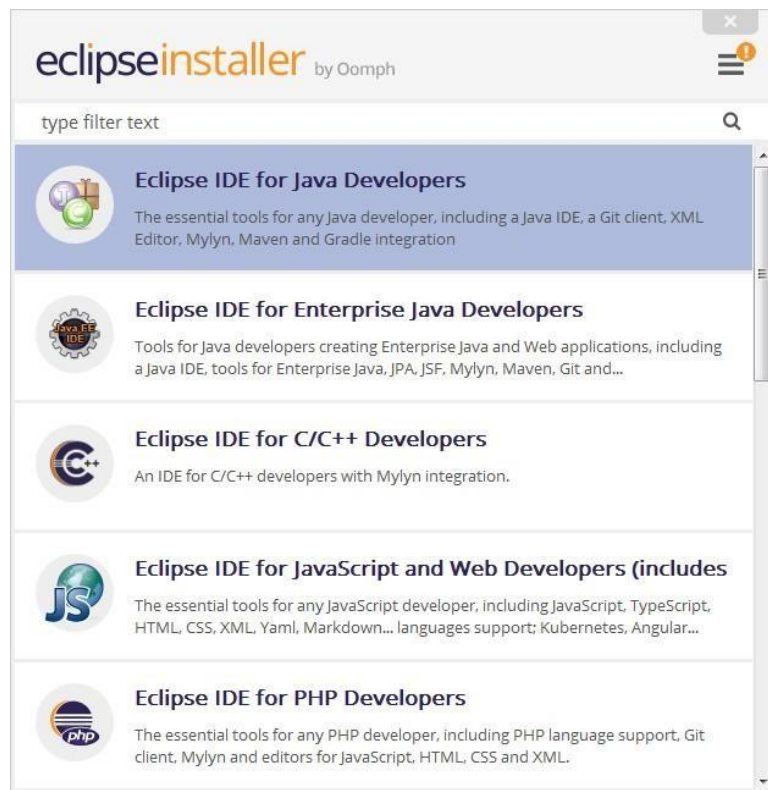 eclipseinstaller by Oomph
type filter text
Eclipse IDE for Java Developers
The essential tools for any Java developer, including a Java IDE, a Git client, XML
Editor, Mylyn, Maven and Gradle integration
Java EE
IDE
Eclipse IDE for Enterprise Java Developers
Tools for Java developers creating Enterprise Java and Web applications, including
a Java IDE, tools for Enterprise Java, JPA, JSF, Mylyn, Maven, Git and...
C++
Eclipse IDE for C/C++ Developers
An IDE for C/C++ developers with Mylyn integration.
JS
Eclipse IDE for JavaScript and Web Developers (includes
The essential tools for any JavaScript developer, including JavaScript, TypeScript,
HTML, CSS, XML, Yaml, Markdown... languages support; Kubernetes, Angular...
php
Eclipse IDE for PHP Developers
The essential tools for any PHP developer, including PHP language support, Git
client, Mylyn and editors for JavaScript, HTML, CSS and XML.